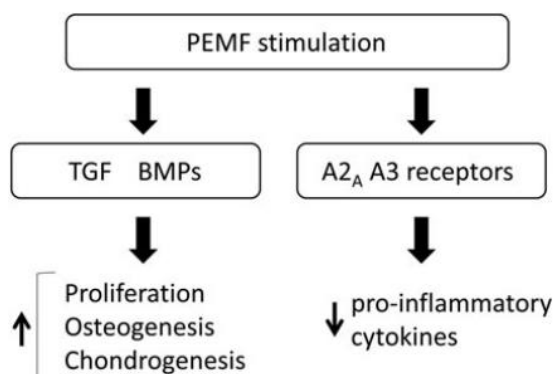 PEMF stimulation
TGF BMPs
A2A A3 receptors
Proliferation
Osteogenesis
Chondrogenesis
pro-inflammatory
cytokines